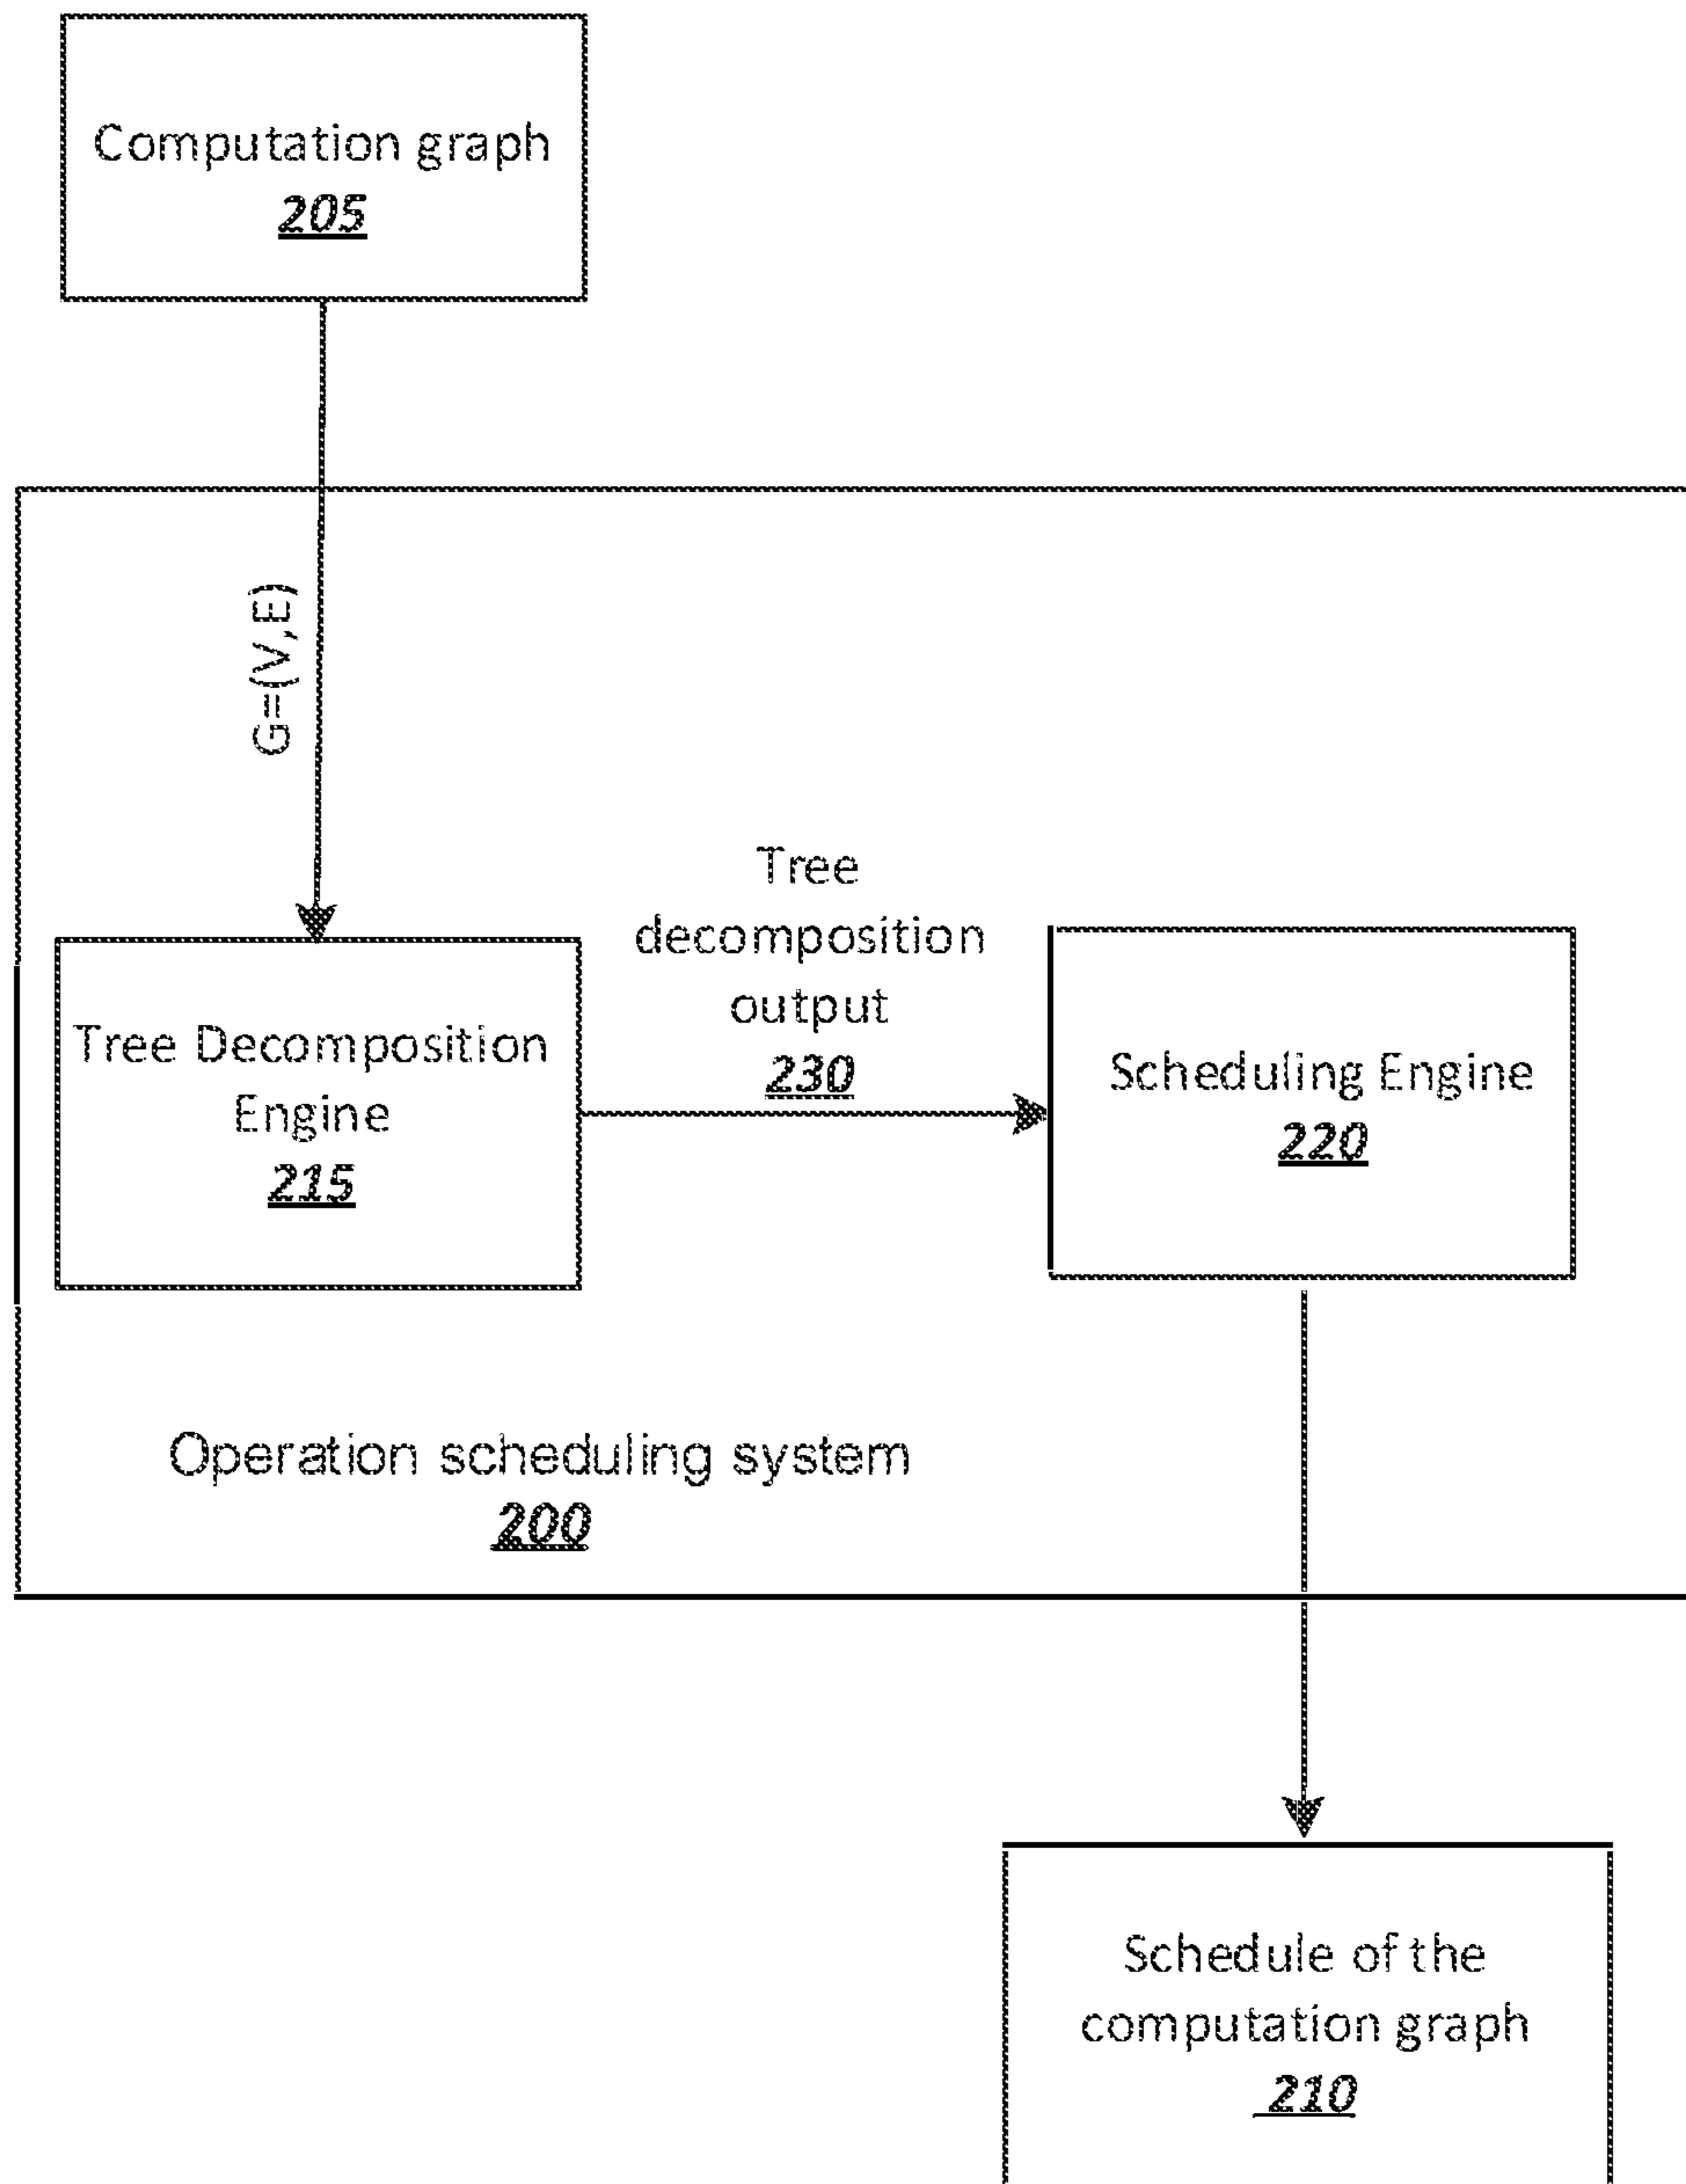 Computation graph
205
G=(V,E)
Tree
decomposition
output
230
Tree Decomposition
Engine
215
Scheduling Engine
220
Operation scheduling system
200
Schedule of the
computation graph
210